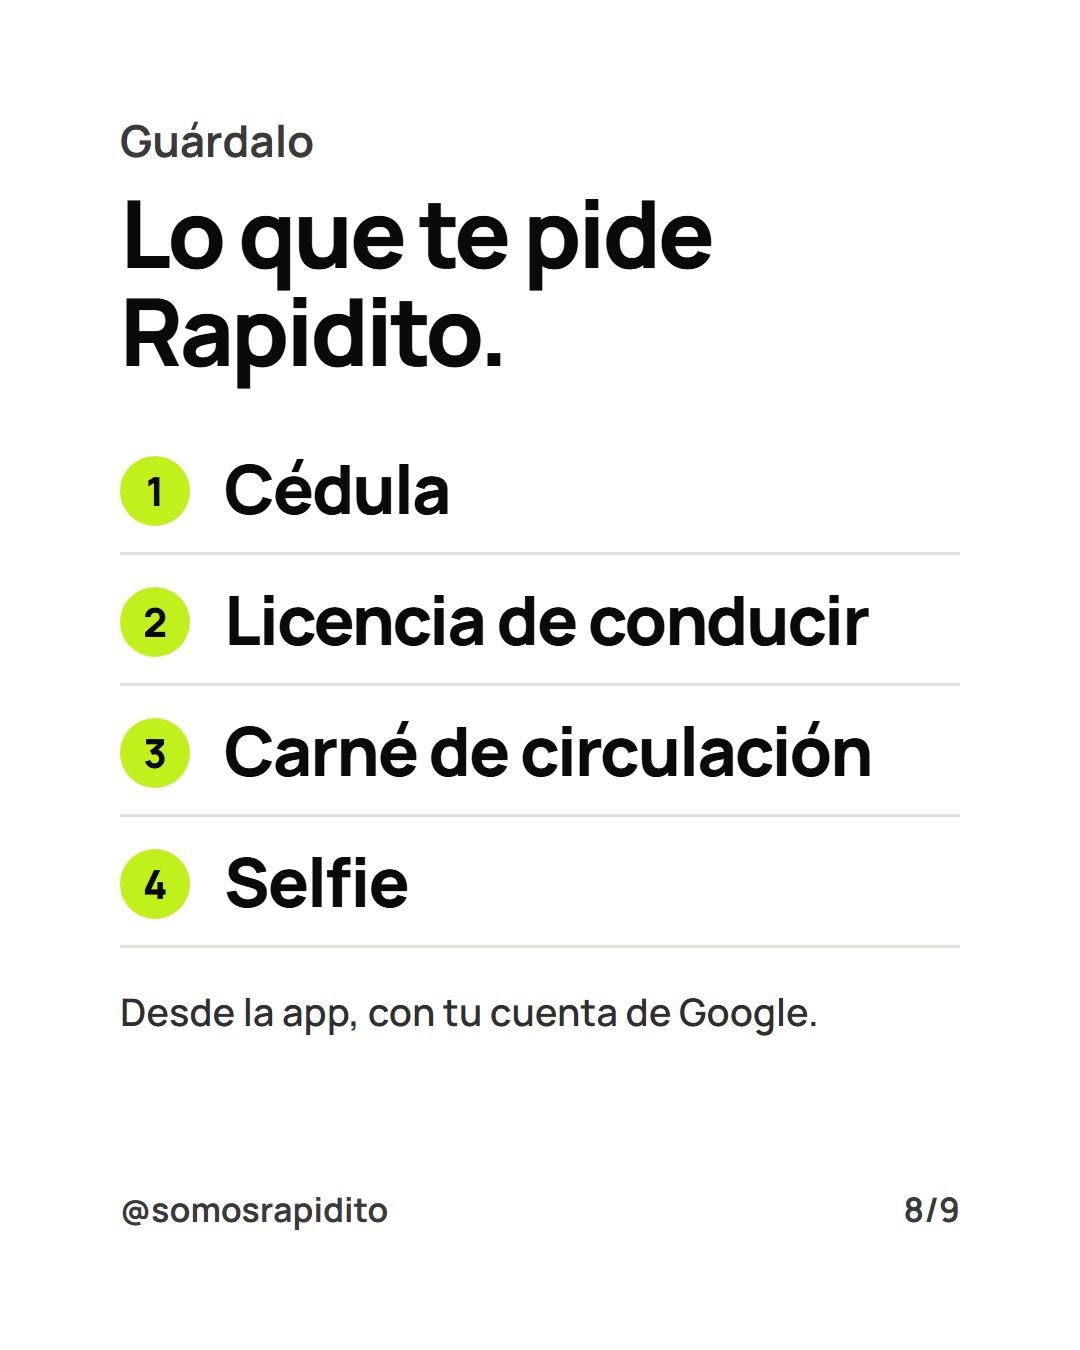 Guárdalo
Lo que te pide
Rapidito.
1 Cédula
2 Licencia de conducir
3 Carné de circulación
4 Selfie
Desde la app, con tu cuenta de Google.
@somosrapidito 8/9